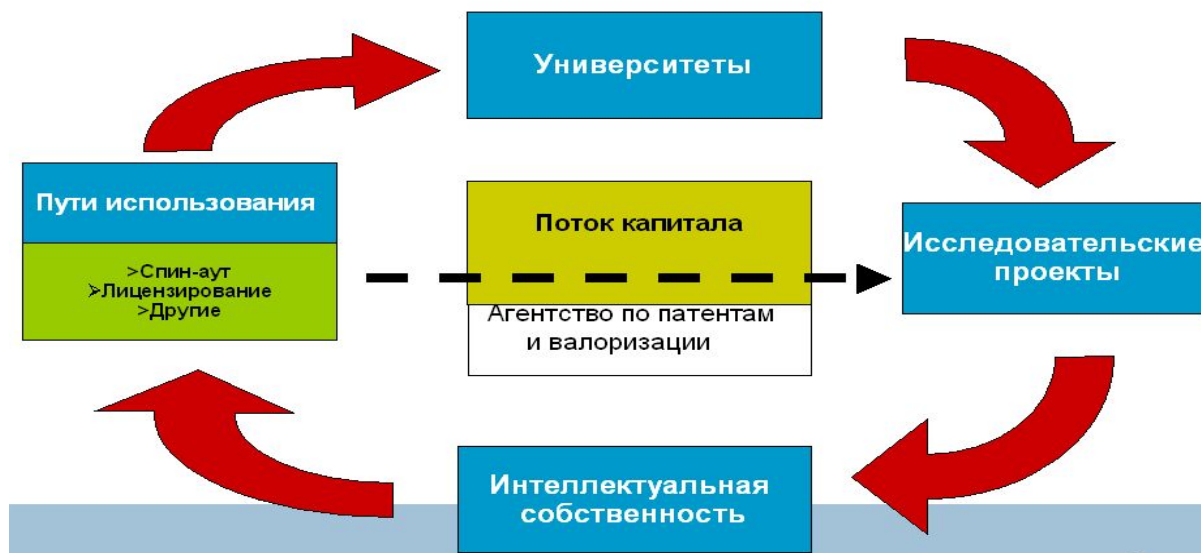 Университеты
Пути использования
>Спин-аут
➢Лицензирование
>Другие
Поток капитала
Агентство по патентам
и валоризации
Исследовательские
проекты
Интеллектуальная
собственность